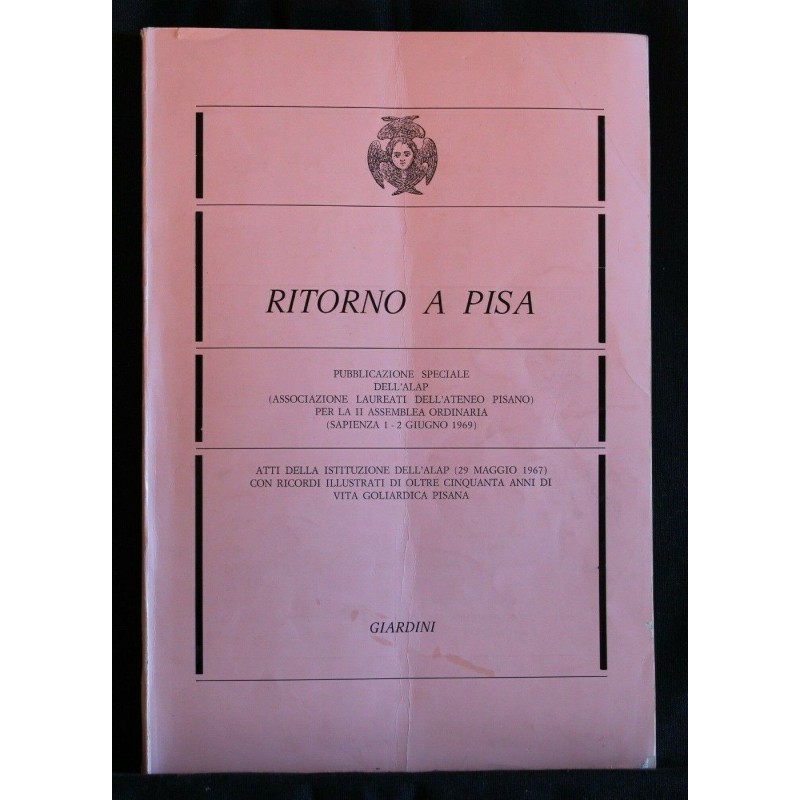 RITORNO A PISA
PUBBLICAZIONE SPECIALE
DELL'ALAP
(ASSOCIAZIONE LAUREATI DELL'ATENEO PISANO)
PER LA II ASSEMBLEA ORDINARIA
(SAPIENZA 1 - 2 GIUGNO 1969)
ATTI DELLA ISTITUZIONE DELL'ALAP (29 MAGGIO 1967)
CON RICORDI ILLUSTRATI DI OLTRE CINQUANTA ANNI DI
VITA GOLIARDICA PISANA
GIARDINI